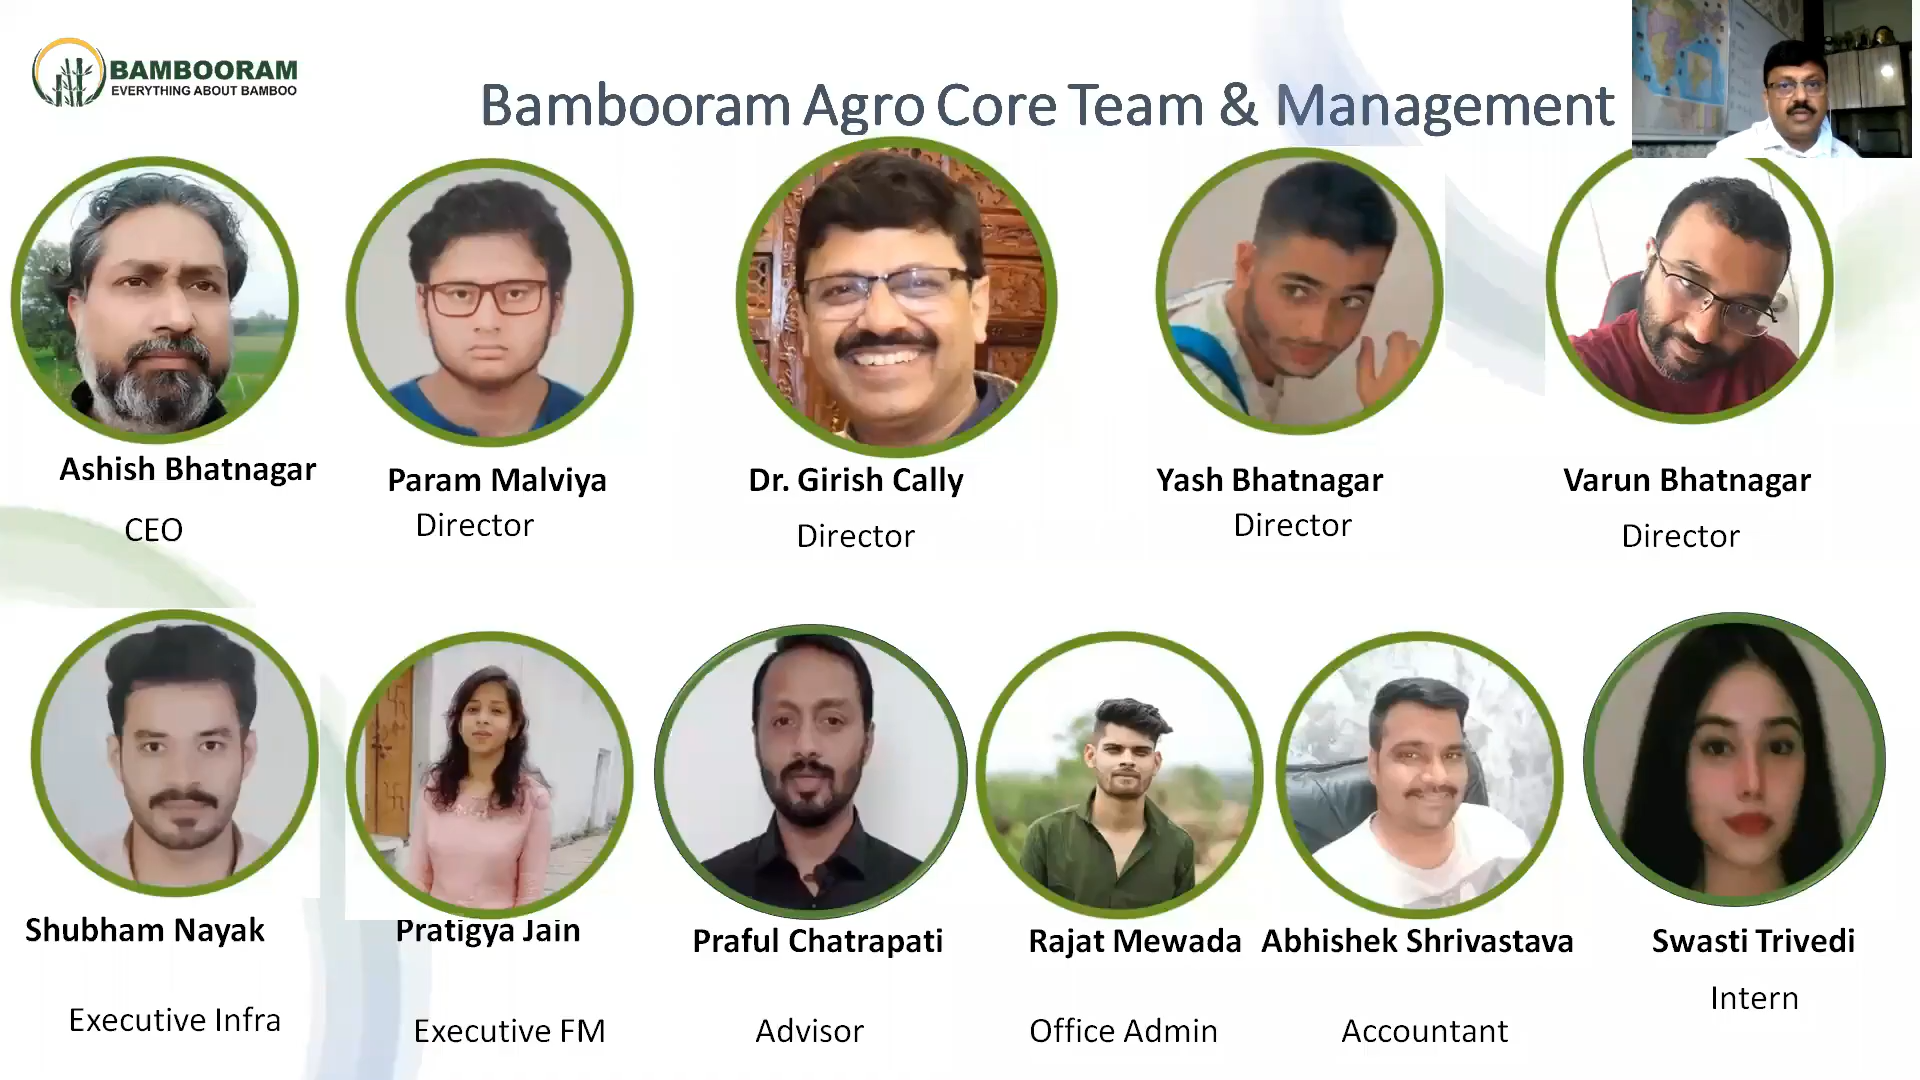 BAMBOORAM
EVERYTHING ABOUT BAMBOO
Bambooram Agro Core Team & Management
Ashish Bhatnagar
CEO
Param Malviya
Director
Dr. Girish Cally
Director
Yash Bhatnagar
Director
Varun Bhatnagar
Director
Shubham Nayak
Executive Infra
Pratigya Jain
Executive FM
Praful Chatrapati
Advisor
Rajat Mewada
Office Admin
Abhishek Shrivastava
Accountant
Swasti Trivedi
Intern